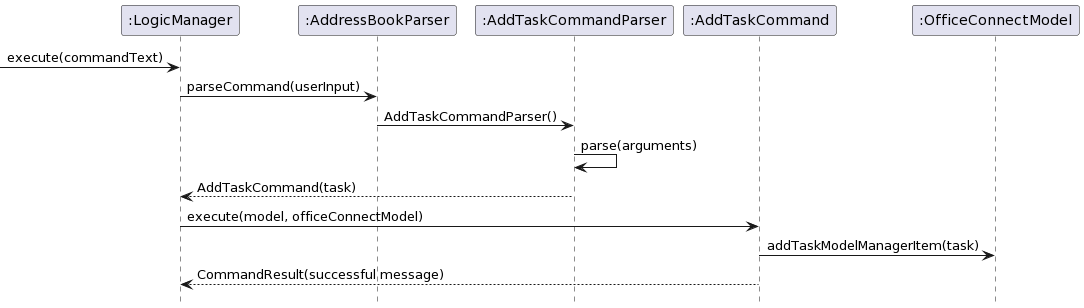 :LogicManager
:AddressBookParser
:AddTaskCommandParser
:AddTaskCommand
:OfficeConnectModel
execute(commandText)
parseCommand(userInput)
AddTaskCommandParser()
parse(arguments)
AddTaskCommand(task)
execute(model, officeConnectModel)
addTaskModelManagerItem(task)
CommandResult(successful message)